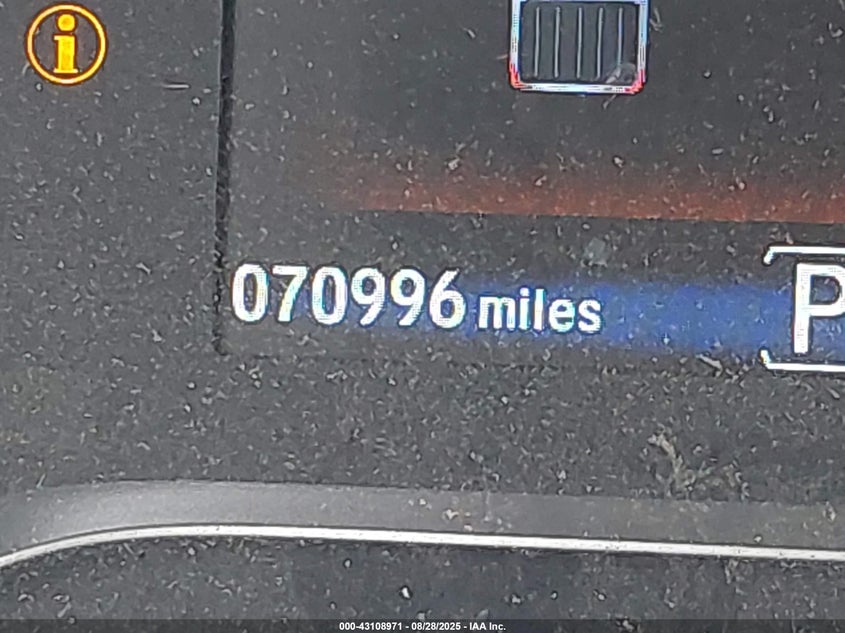 i
070996 miles
P
000-43108971 - 08/28/2025 - IAA Inc.